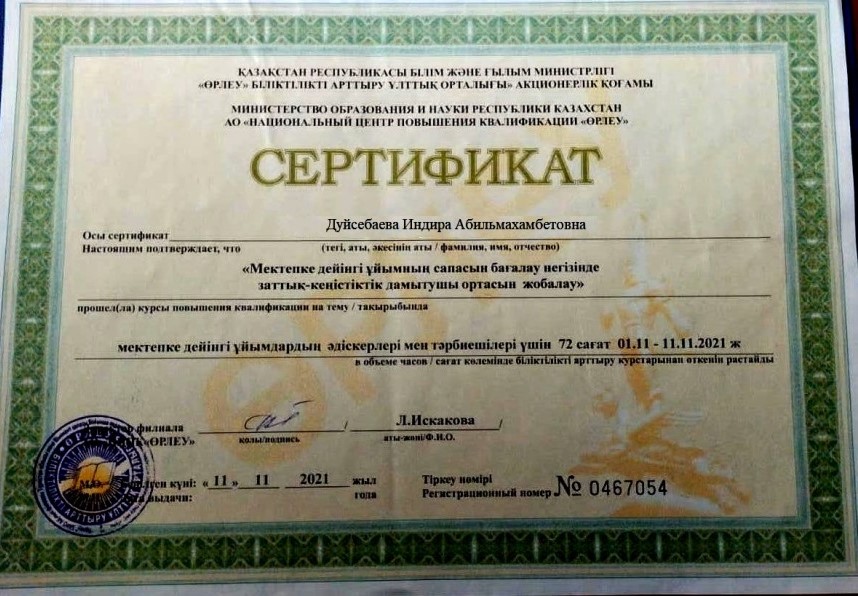 ҚАЗАҚСТАН РЕСПУБЛИКАСЫ БІЛІМ ЖӘНЕ ҒЫЛЫМ МИНИСТРЛІГІ
«ӨРЛЕУ» БІЛІКТІЛІКТІ АРТТЫРУ ҰЛТТЫҚ ОРТАЛЫҒЫ» АКЦИОНЕРЛІК ҚОҒАМЫ
МИНИСТЕРСТВО ОБРАЗОВАНИЯ И НАУКИ РЕСПУБЛИКИ КАЗАХСТАН
АО «НАЦИОНАЛЬНЫЙ ЦЕНТР ПОВЫШЕНИЯ КВАЛИФИКАЦИИ «ӨРЛЕУ»
СЕРТИФИКАТ
Осы сертификат Дуйсебаева Индира Абильмахамбетовна
Настоящим подтверждает, что (тегі, аты, әкесінің аты / фамилия, имя, отчество)
«Мектепке дейінгі ұйымның сапасын бағалау негізінде
заттық-кеңістіктік дамытушы ортасын жобалау»
прошел(ла) курсы повышения квалификации на тему / тақырыбында
мектепке дейінгі ұйымдардың әдіскерлері мен тәрбиешілері үшін 72 сағат 01.11 - 11.11.2021 ж
в объеме часов / сағат көлемінде біліктілікті арттыру курстарынан өткенін растайды
филиала / Л.Искакова /
«ӨРЛЕУ» қолы/подпись аты-жөні/Ф.И.О.
М.О. күні: « 11 » 11 2021 жыл Тіркеу нөмірі
выдачи: года Регистрационный номер № 0467054